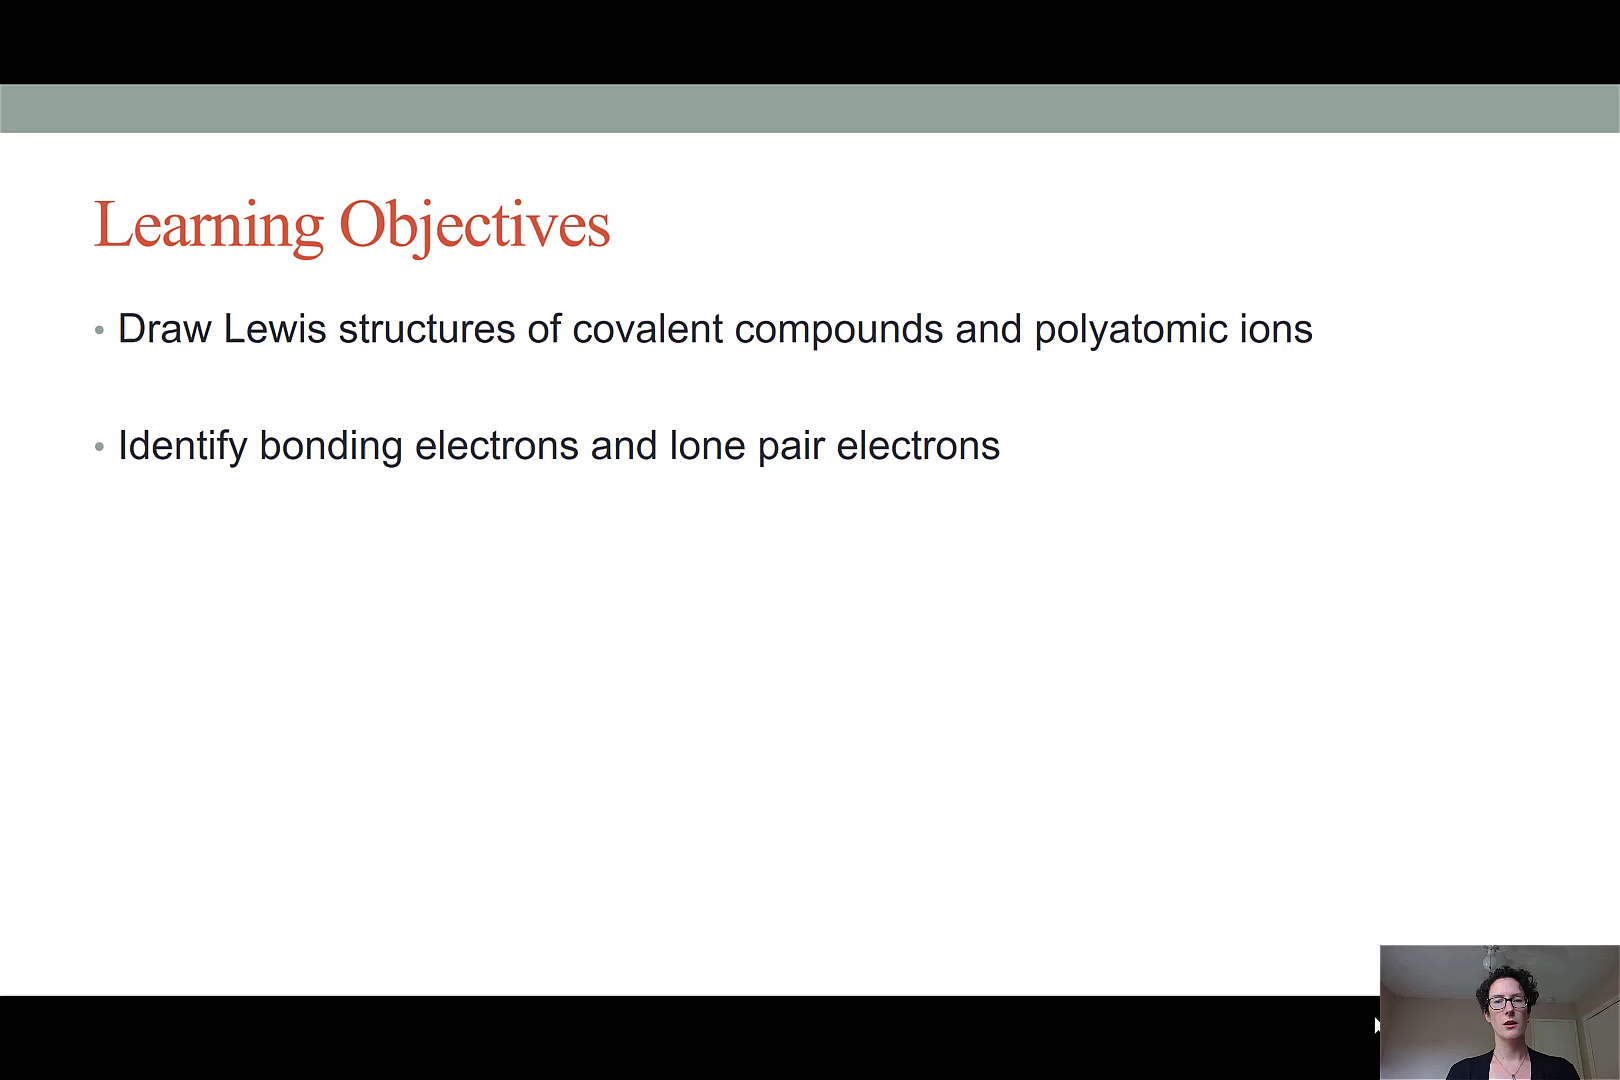 Learning Objectives
• Draw Lewis structures of covalent compounds and polyatomic ions
• Identify bonding electrons and lone pair electrons